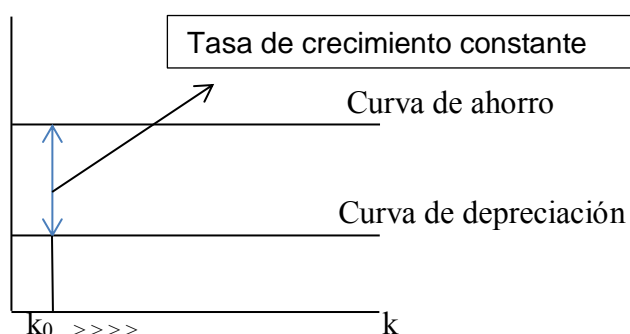 Tasa de crecimiento constante
Curva de ahorro
Curva de depreciación
k₀ >>>> k